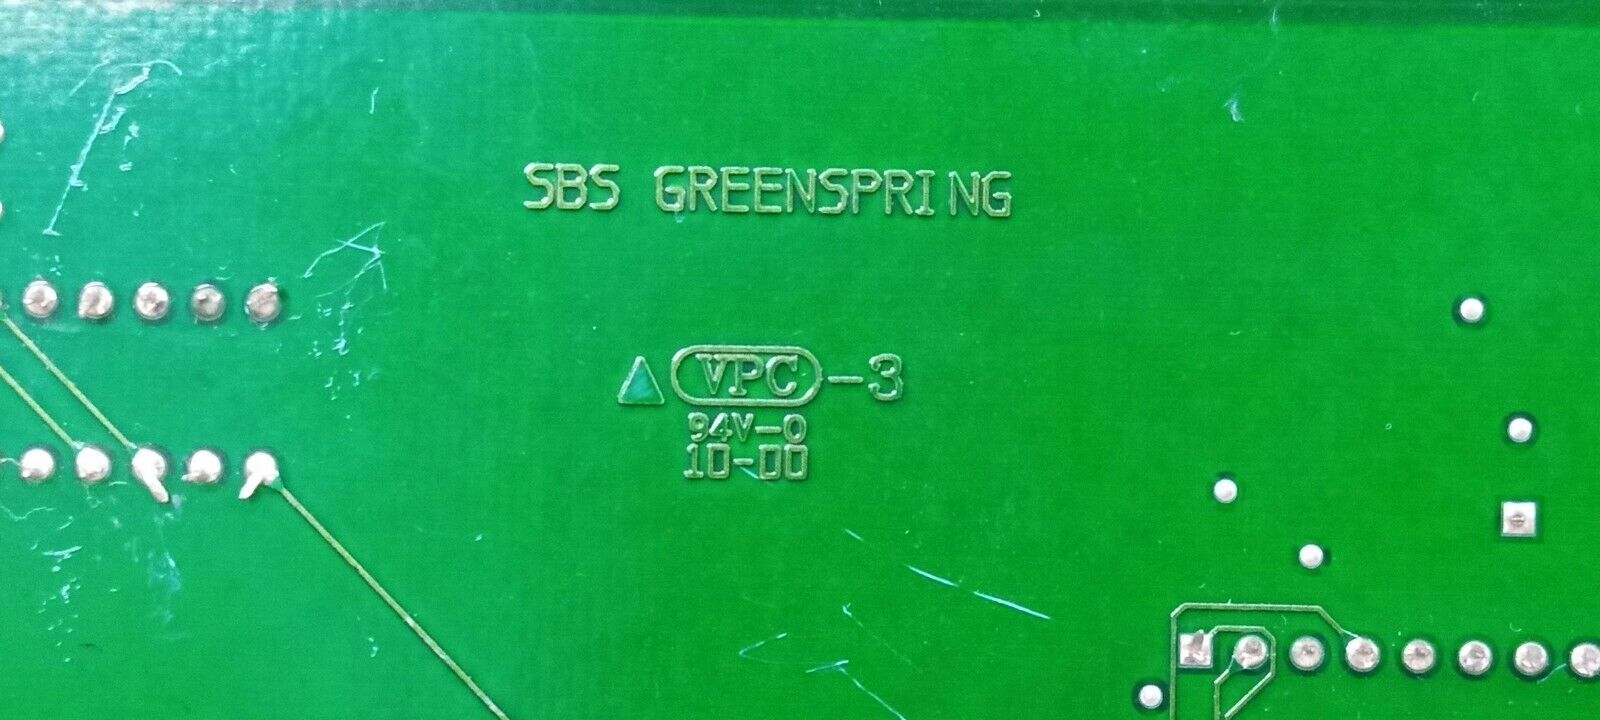 SBS GREENSPRING
VPC-3
94V-0
10-00